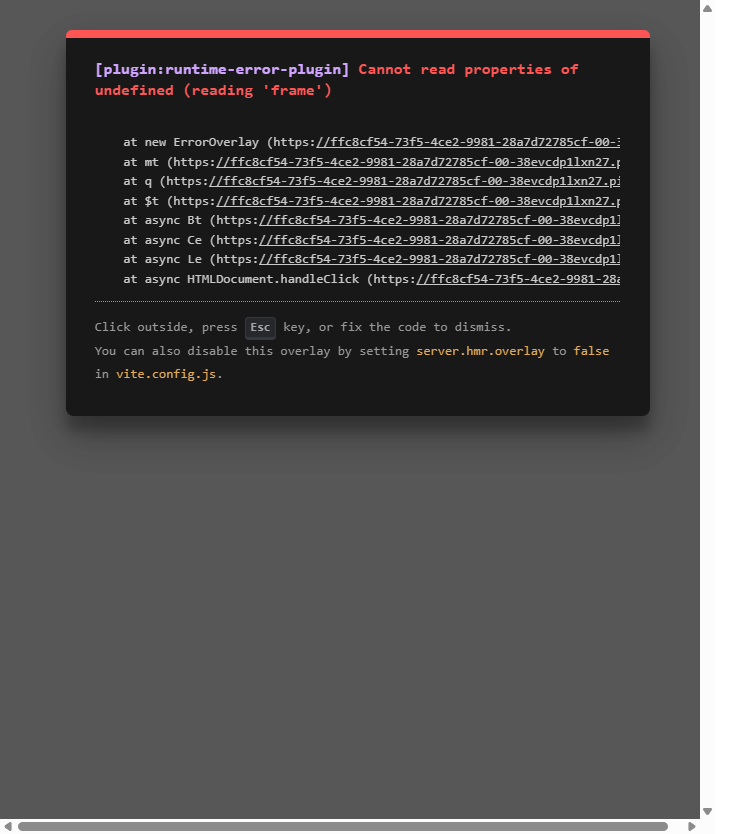 [plugin:runtime-error-plugin] Cannot read properties of
undefined (reading 'frame')
at new ErrorOverlay (https://ffc8cf54-73f5-4ce2-9981-28a7d72785cf-00-3
at mt (https://ffc8cf54-73f5-4ce2-9981-28a7d72785cf-00-38evcdp1lxn27.p
at q (https://ffc8cf54-73f5-4ce2-9981-28a7d72785cf-00-38evcdp1lxn27.pi
at $t (https://ffc8cf54-73f5-4ce2-9981-28a7d72785cf-00-38evcdp1lxn27.p
at async Bt (https://ffc8cf54-73f5-4ce2-9981-28a7d72785cf-00-38evcdp1l
at async Ce (https://ffc8cf54-73f5-4ce2-9981-28a7d72785cf-00-38evcdp1l
at async Le (https://ffc8cf54-73f5-4ce2-9981-28a7d72785cf-00-38evcdp1l
at async HTMLDocument.handleClick (https://ffc8cf54-73f5-4ce2-9981-28a
Click outside, press Esc key, or fix the code to dismiss.
You can also disable this overlay by setting server.hmr.overlay to false
in vite.config.js.